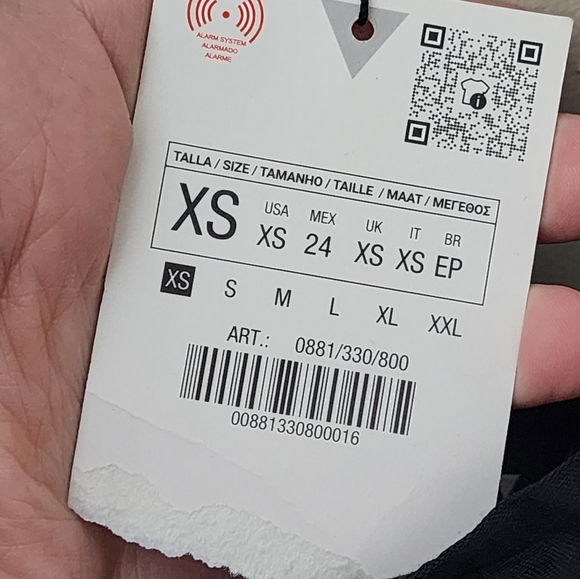 ALARM SYSTEM
ALARMADO
ALARME
TALLA / SIZE / TAMANHO / TAILLE / MAAT / ΜΕΓΕΘΟΣ
XS
USA MEX UK IT BR
XS 24 XS XS EP
XS S M L XL XXL
ART.: 0881/330/800
00881330800016